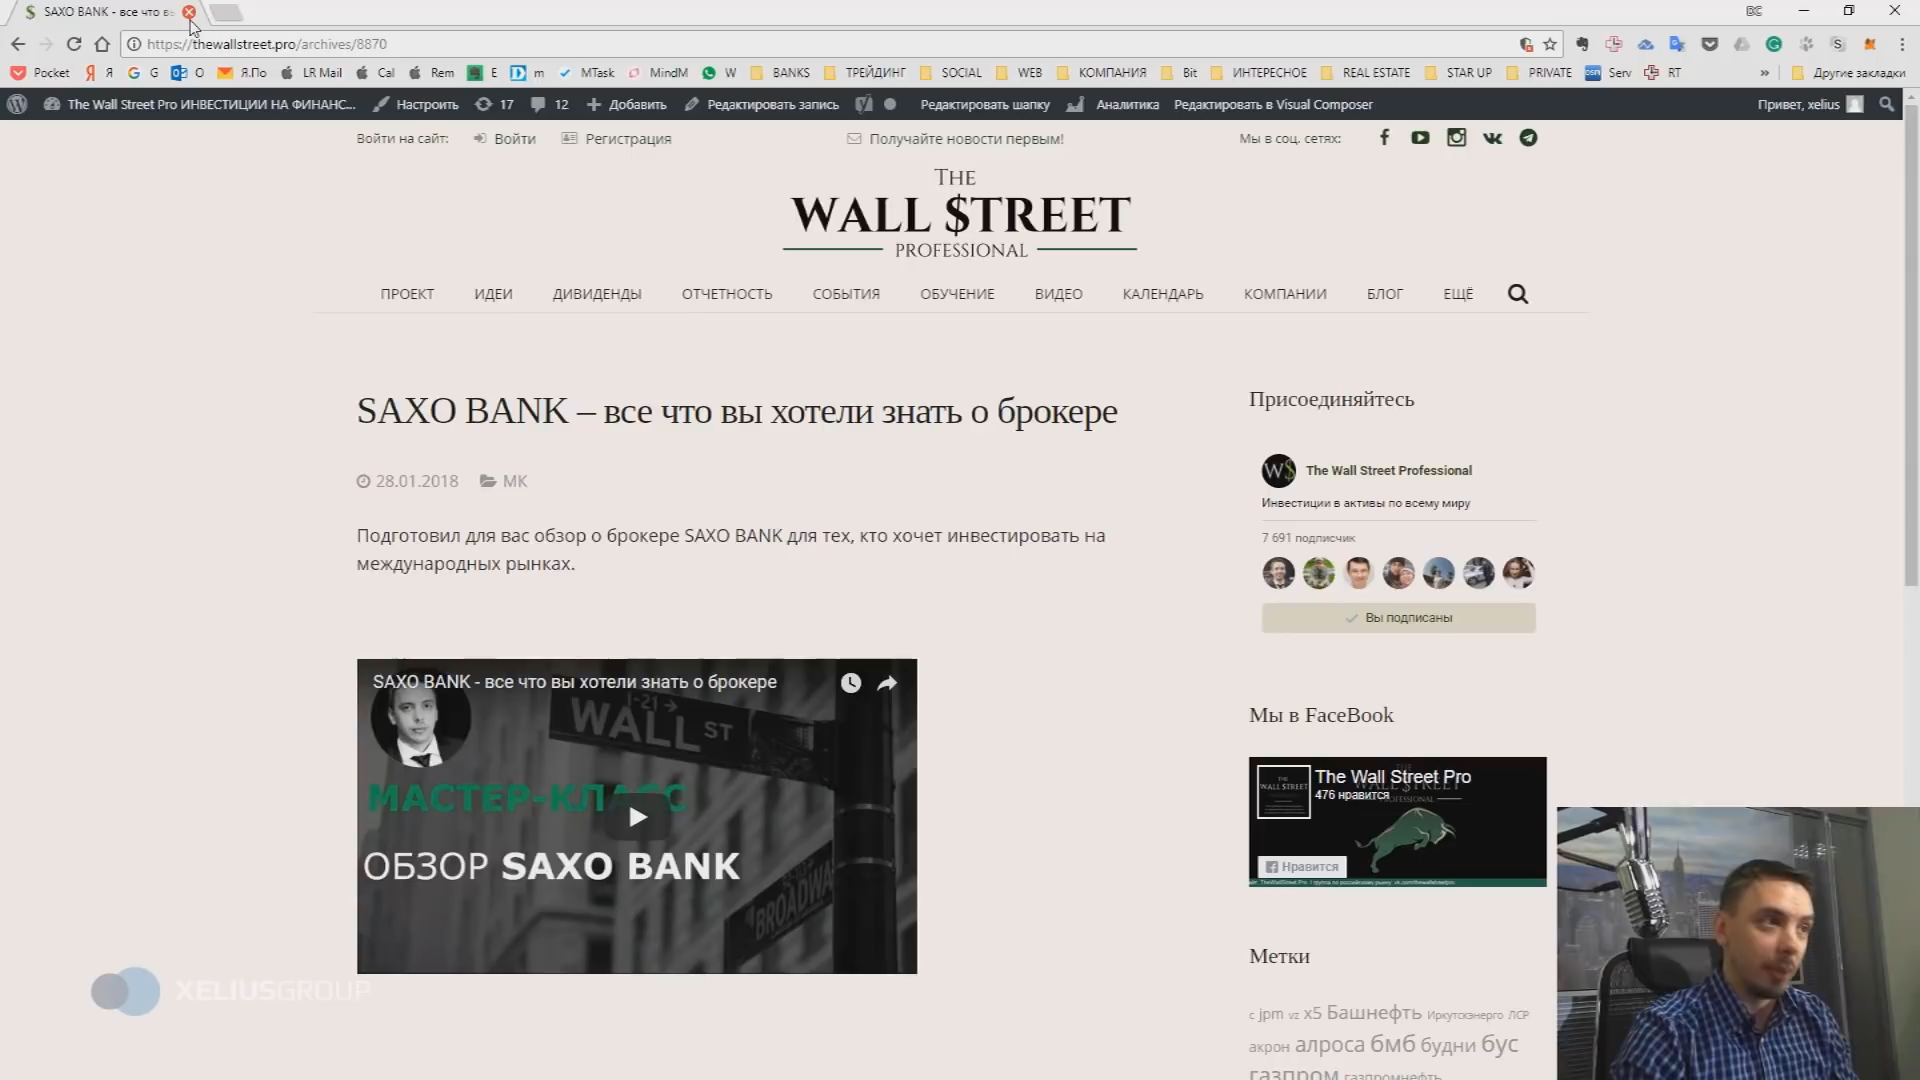 SAXO BANK - все что в
https://thewallstreet.pro/archives/8870
Pocket Я G O Я.По LR Mail Cal Rem E m MTask MindM W BANKS ТРЕЙДИНГ SOCIAL WEB КОМПАНИЯ Bit ИНТЕРЕСНОЕ REAL ESTATE STAR UP PRIVATE Serv RT » Другие закладки
The Wall Street Pro ИНВЕСТИЦИИ НА ФИНАНС... Настроить 17 12 Добавить Редактировать запись Редактировать шапку Аналитика Редактировать в Visual Composer Привет, xelius
Войти на сайт: Войти Регистрация Получайте новости первым! Мы в соц. сетях:
THE
WALL $TREET
PROFESSIONAL
ПРОЕКТ ИДЕИ ДИВИДЕНДЫ ОТЧЕТНОСТЬ СОБЫТИЯ ОБУЧЕНИЕ ВИДЕО КАЛЕНДАРЬ КОМПАНИИ БЛОГ ЕЩЁ
SAXO BANK – все что вы хотели знать о брокере
28.01.2018 МК
Подготовил для вас обзор о брокере SAXO BANK для тех, кто хочет инвестировать на
международных рынках.
SAXO BANK - все что вы хотели знать о брокере
1-21→
WALL ST
МАСТЕР-КЛАСС
ОБЗОР SAXO BANK
BROADWA
XELIUSGROUP
Присоединяйтесь
The Wall Street Professional
Инвестиции в активы по всему миру
7 691 подписчик
Вы подписаны
Мы в FaceBook
The Wall Street Pro
476 нравится
Нравится
Метки
c jpm vz x5 Башнефть Иркутскэнерго ЛСР
акрон алроса бмб будни бус
газпром газпромнефть